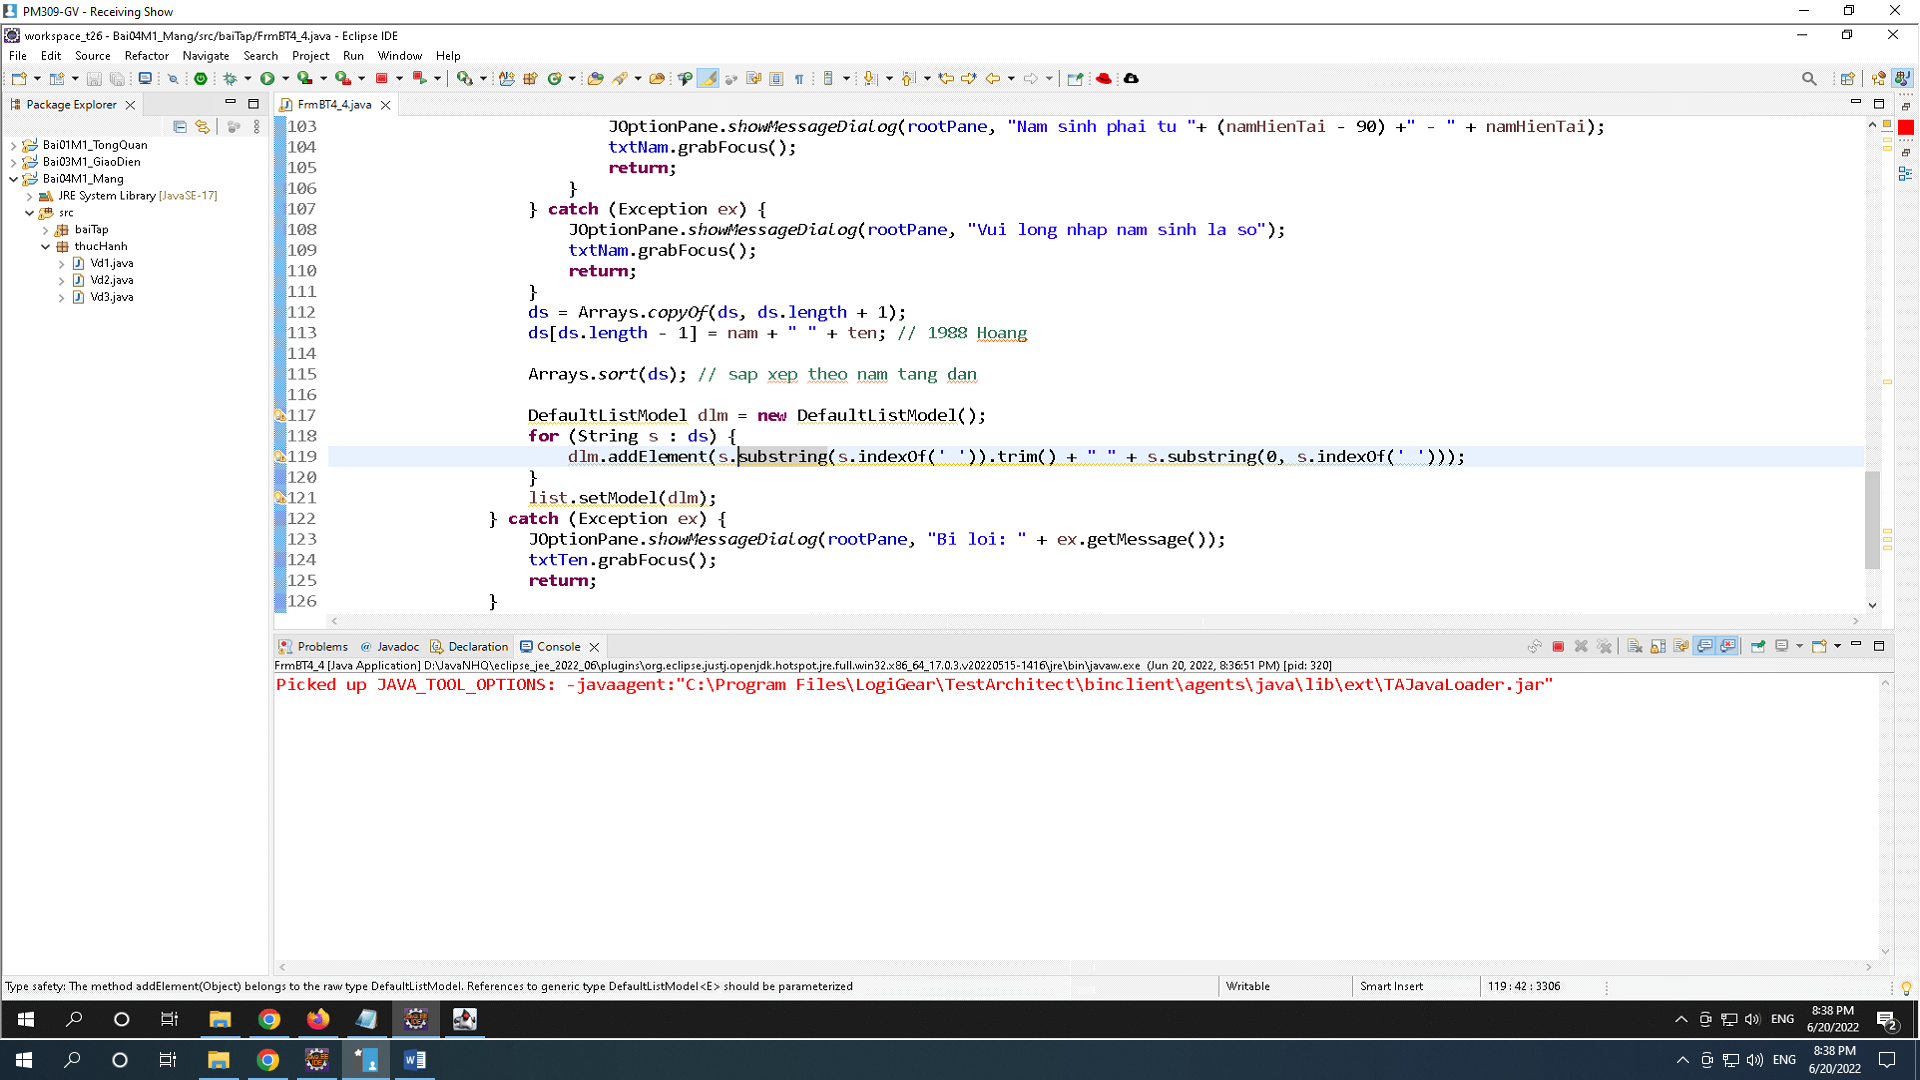 PM309-GV - Receiving Show
workspace_t26 - Bai04M1_Mang/src/baiTap/FrmBT4_4.java - Eclipse IDE
File Edit Source Refactor Navigate Search Project Run Window Help
Package Explorer
FrmBT4_4.java
Bai01M1_TongQuan
Bai03M1_GiaoDien
Bai04M1_Mang
JRE System Library [JavaSE-17]
src
baiTap
thucHanh
Vd1.java
Vd2.java
Vd3.java
103 JOptionPane.showMessageDialog(rootPane, "Nam sinh phai tu "+ (namHienTai - 90) +" - " + namHienTai);
104 txtNam.grabFocus();
105 return;
106 }
107 } catch (Exception ex) {
108 JOptionPane.showMessageDialog(rootPane, "Vui long nhap nam sinh la so");
109 txtNam.grabFocus();
110 return;
111 }
112 ds = Arrays.copyOf(ds, ds.length + 1);
113 ds[ds.length - 1] = nam + " " + ten; // 1988 Hoang
114
115 Arrays.sort(ds); // sap xep theo nam tang dan
116
117 DefaultListModel dlm = new DefaultListModel();
118 for (String s : ds) {
119 dlm.addElement(s.substring(s.indexOf(' ')).trim() + " " + s.substring(0, s.indexOf(' ')));
120 }
121 list.setModel(dlm);
122 } catch (Exception ex) {
123 JOptionPane.showMessageDialog(rootPane, "Bi loi: " + ex.getMessage());
124 txtTen.grabFocus();
125 return;
126 }
Problems @ Javadoc Declaration Console
FrmBT4_4 [Java Application] D:\JavaNHQ\eclipse_jee_2022_06\plugins\org.eclipse.justj.openjdk.hotspot.jre.full.win32.x86_64_17.0.3.v20220515-1416\jre\bin\javaw.exe (Jun 20, 2022, 8:36:51 PM) [pid: 320]
Picked up JAVA_TOOL_OPTIONS: -javaagent:"C:\Program Files\LogiGear\TestArchitect\binclient\agents\java\lib\ext\TAJavaLoader.jar"
Type safety: The method addElement(Object) belongs to the raw type DefaultListModel. References to generic type DefaultListModel<E> should be parameterized
Writable
Smart Insert
119 : 42 : 3306
ENG
8:38 PM
6/20/2022
2
ENG
8:38 PM
6/20/2022